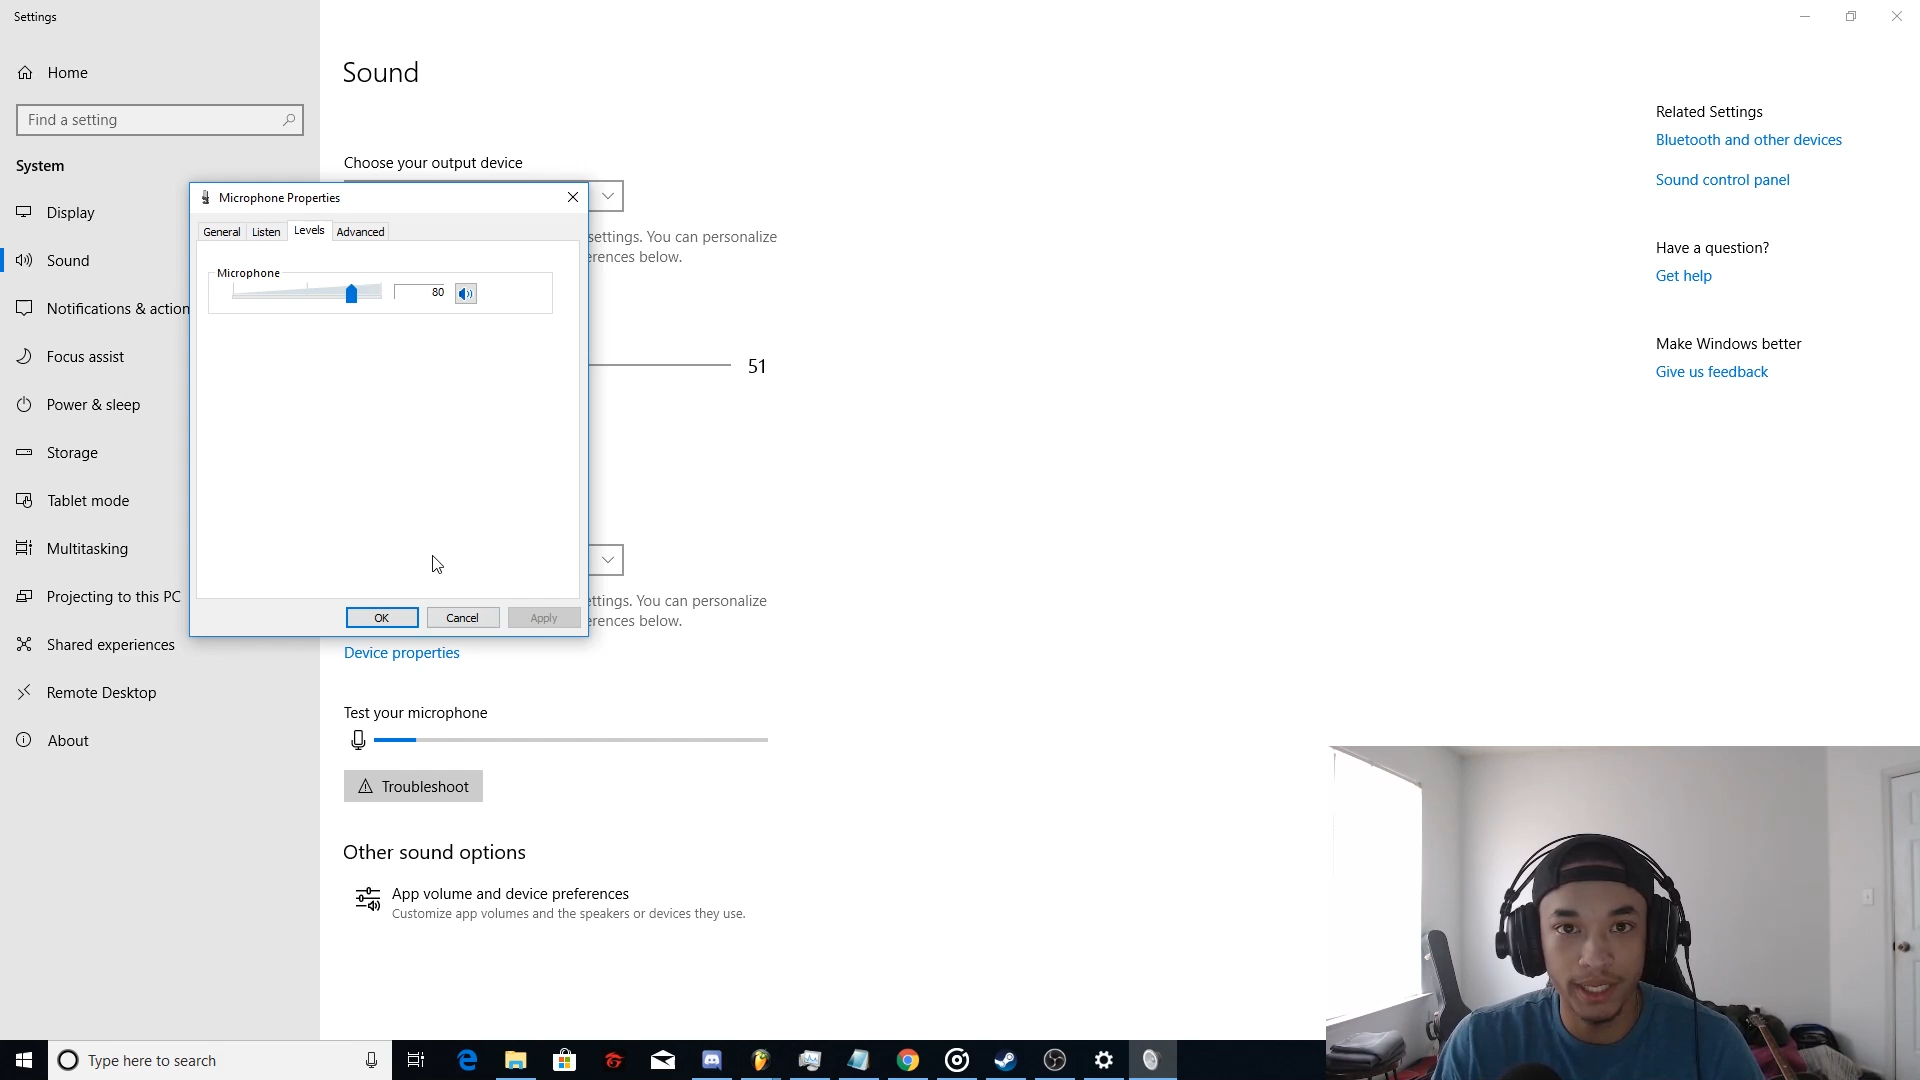 Settings
Home
Find a setting
System
Display
Sound
Notifications & action
Focus assist
Power & sleep
Storage
Tablet mode
Multitasking
Projecting to this PC
Shared experiences
Remote Desktop
About
Sound
Choose your output device
settings. You can personalize
erences below.
51
Microphone Properties
General
Listen
Levels
Advanced
Microphone
80
OK
Cancel
Apply
ettings. You can personalize
erences below.
Device properties
Test your microphone
Troubleshoot
Other sound options
App volume and device preferences
Customize app volumes and the speakers or devices they use.
Related Settings
Bluetooth and other devices
Sound control panel
Have a question?
Get help
Make Windows better
Give us feedback
Type here to search